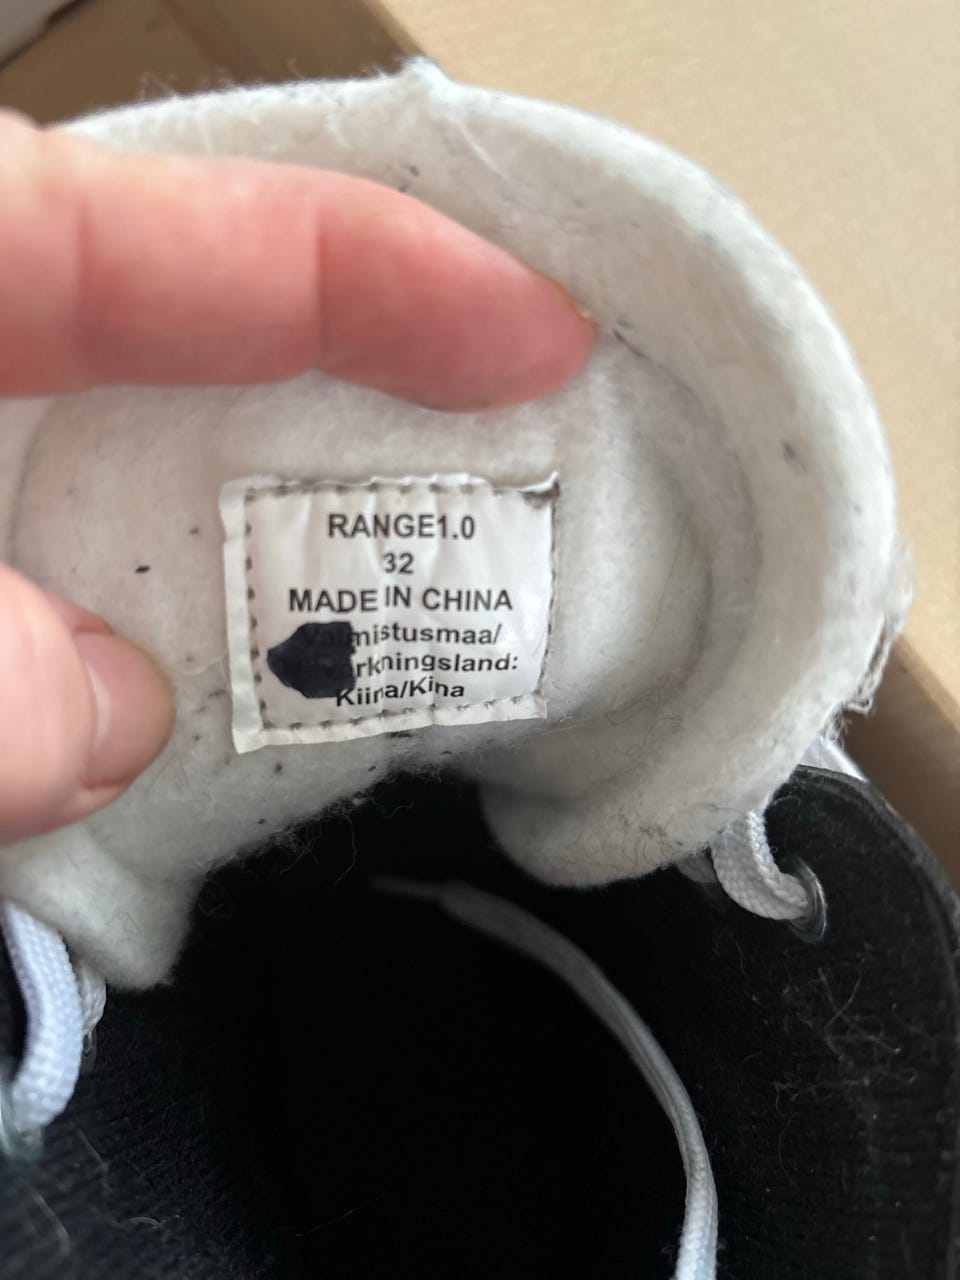 RANGE1.0
32
MADE IN CHINA
Valmistusmaa/
Kiina/Kina